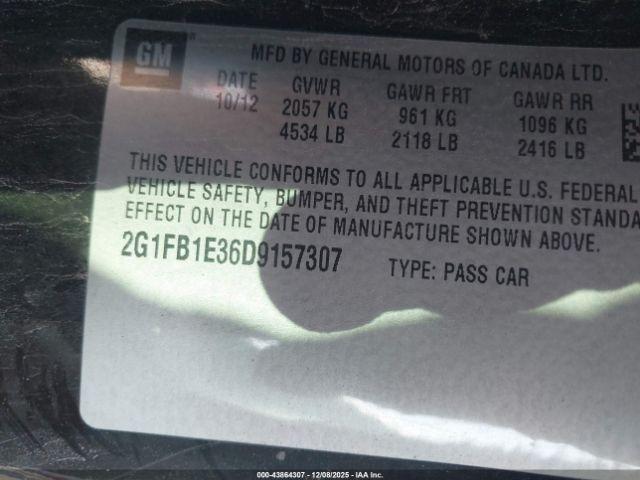 GM
MFD BY GENERAL MOTORS OF CANADA LTD.
DATE GVWR GAWR FRT GAWR RR
10/12 2057 KG 961 KG 1096 KG
4534 LB 2118 LB 2416 LB
THIS VEHICLE CONFORMS TO ALL APPLICABLE U.S. FEDERAL
VEHICLE SAFETY, BUMPER, AND THEFT PREVENTION STANDA
EFFECT ON THE DATE OF MANUFACTURE SHOWN ABOVE.
2G1FB1E36D9157307 TYPE: PASS CAR
00-43864307 - 12/08/2025 - IAA Inc.